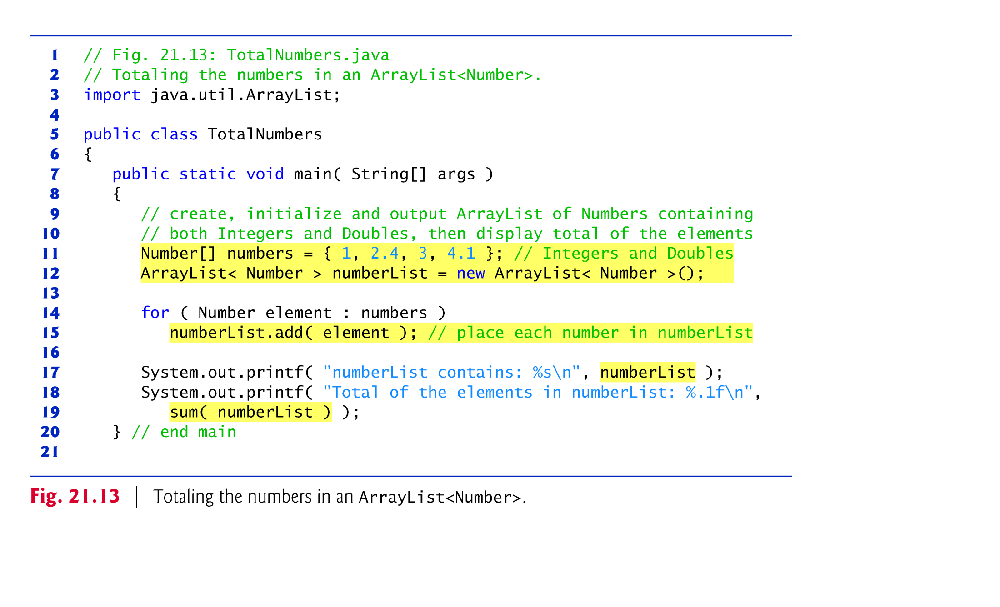 1 // Fig. 21.13: TotalNumbers.java
2 // Totaling the numbers in an ArrayList<Number>.
3 import java.util.ArrayList;
4
5 public class TotalNumbers
6 {
7    public static void main( String[] args )
8    {
9       // create, initialize and output ArrayList of Numbers containing
10       // both Integers and Doubles, then display total of the elements
11       Number[] numbers = { 1, 2.4, 3, 4.1 }; // Integers and Doubles
12       ArrayList< Number > numberList = new ArrayList< Number >();
13
14       for ( Number element : numbers )
15          numberList.add( element ); // place each number in numberList
16
17       System.out.printf( "numberList contains: %s\n", numberList );
18       System.out.printf( "Total of the elements in numberList: %.1f\n",
19          sum( numberList ) );
20    } // end main
21
Fig. 21.13 | Totaling the numbers in an ArrayList<Number>.